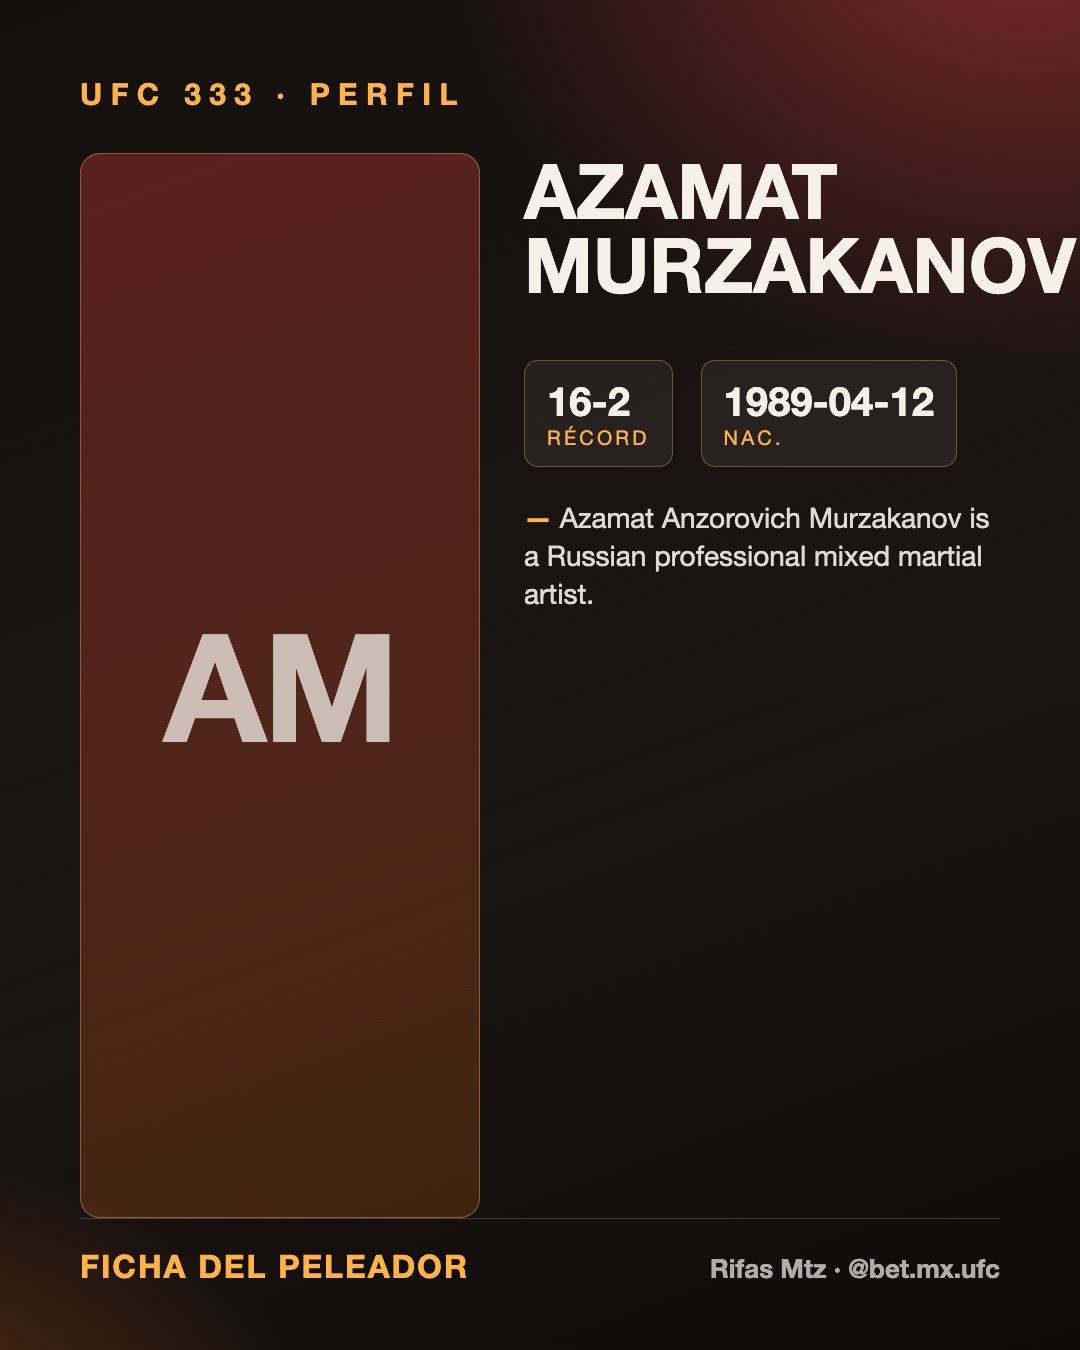 UFC 333 · PERFIL
AZAMAT
MURZAKANOV
16-2
RÉCORD
1989-04-12
NAC.
— Azamat Anzorovich Murzakanov is
a Russian professional mixed martial
artist.
AM
FICHA DEL PELEADOR
Rifas Mtz · @bet.mx.ufc